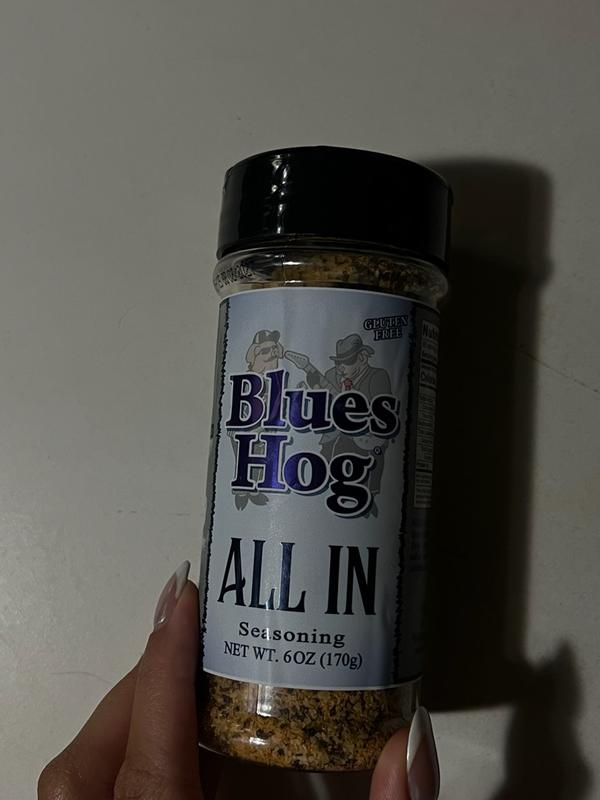 GLUTEN
FREE
Blues
Hog®
ALL IN
Seasoning
NET WT. 6OZ (170g)